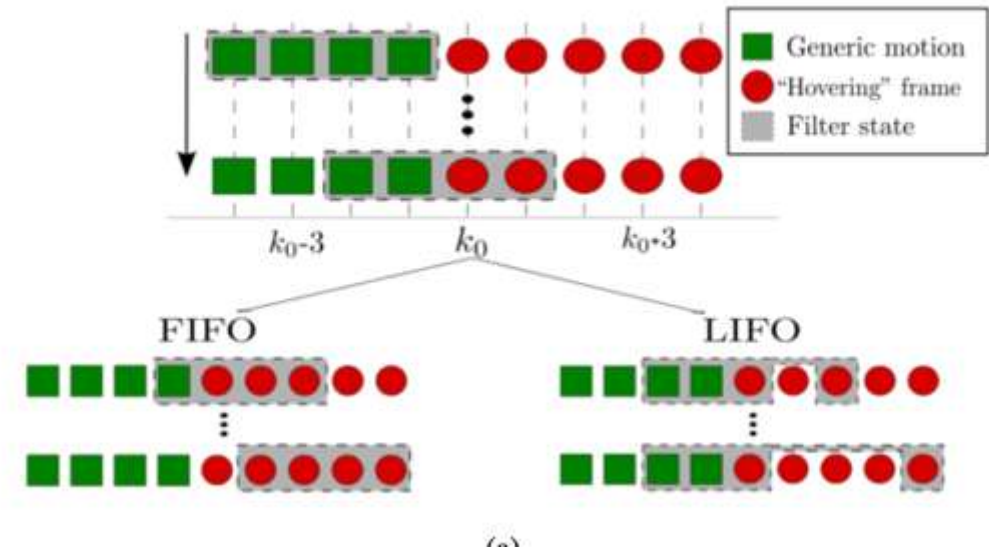 Generic motion
"Hovering" frame
Filter state
k₀-3 k₀ k₀+3
FIFO LIFO